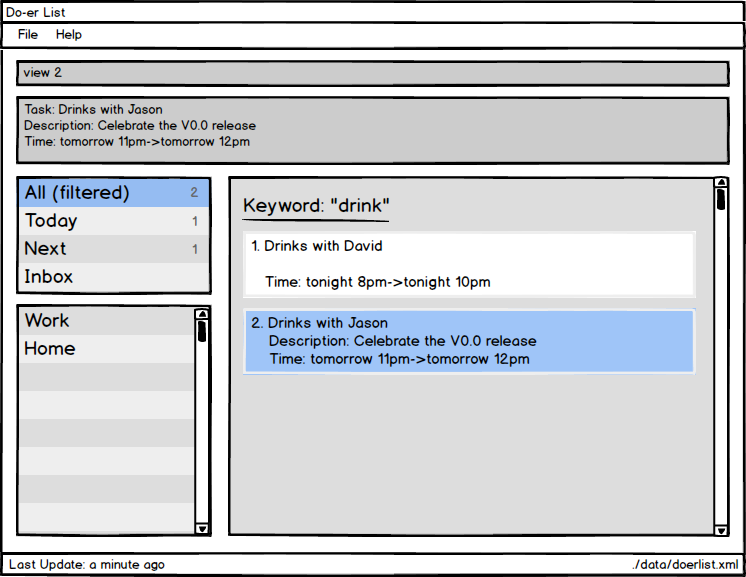 Do-er List
File Help
view 2
Task: Drinks with Jason
Description: Celebrate the V0.0 release
Time: tomorrow 11pm->tomorrow 12pm
All (filtered) 2
Today 1
Next 1
Inbox
Work
Home
Keyword: "drink"
1. Drinks with David
Time: tonight 8pm->tonight 10pm
2. Drinks with Jason
Description: Celebrate the V0.0 release
Time: tomorrow 11pm->tomorrow 12pm
Last Update: a minute ago
./data/doerlist.xml